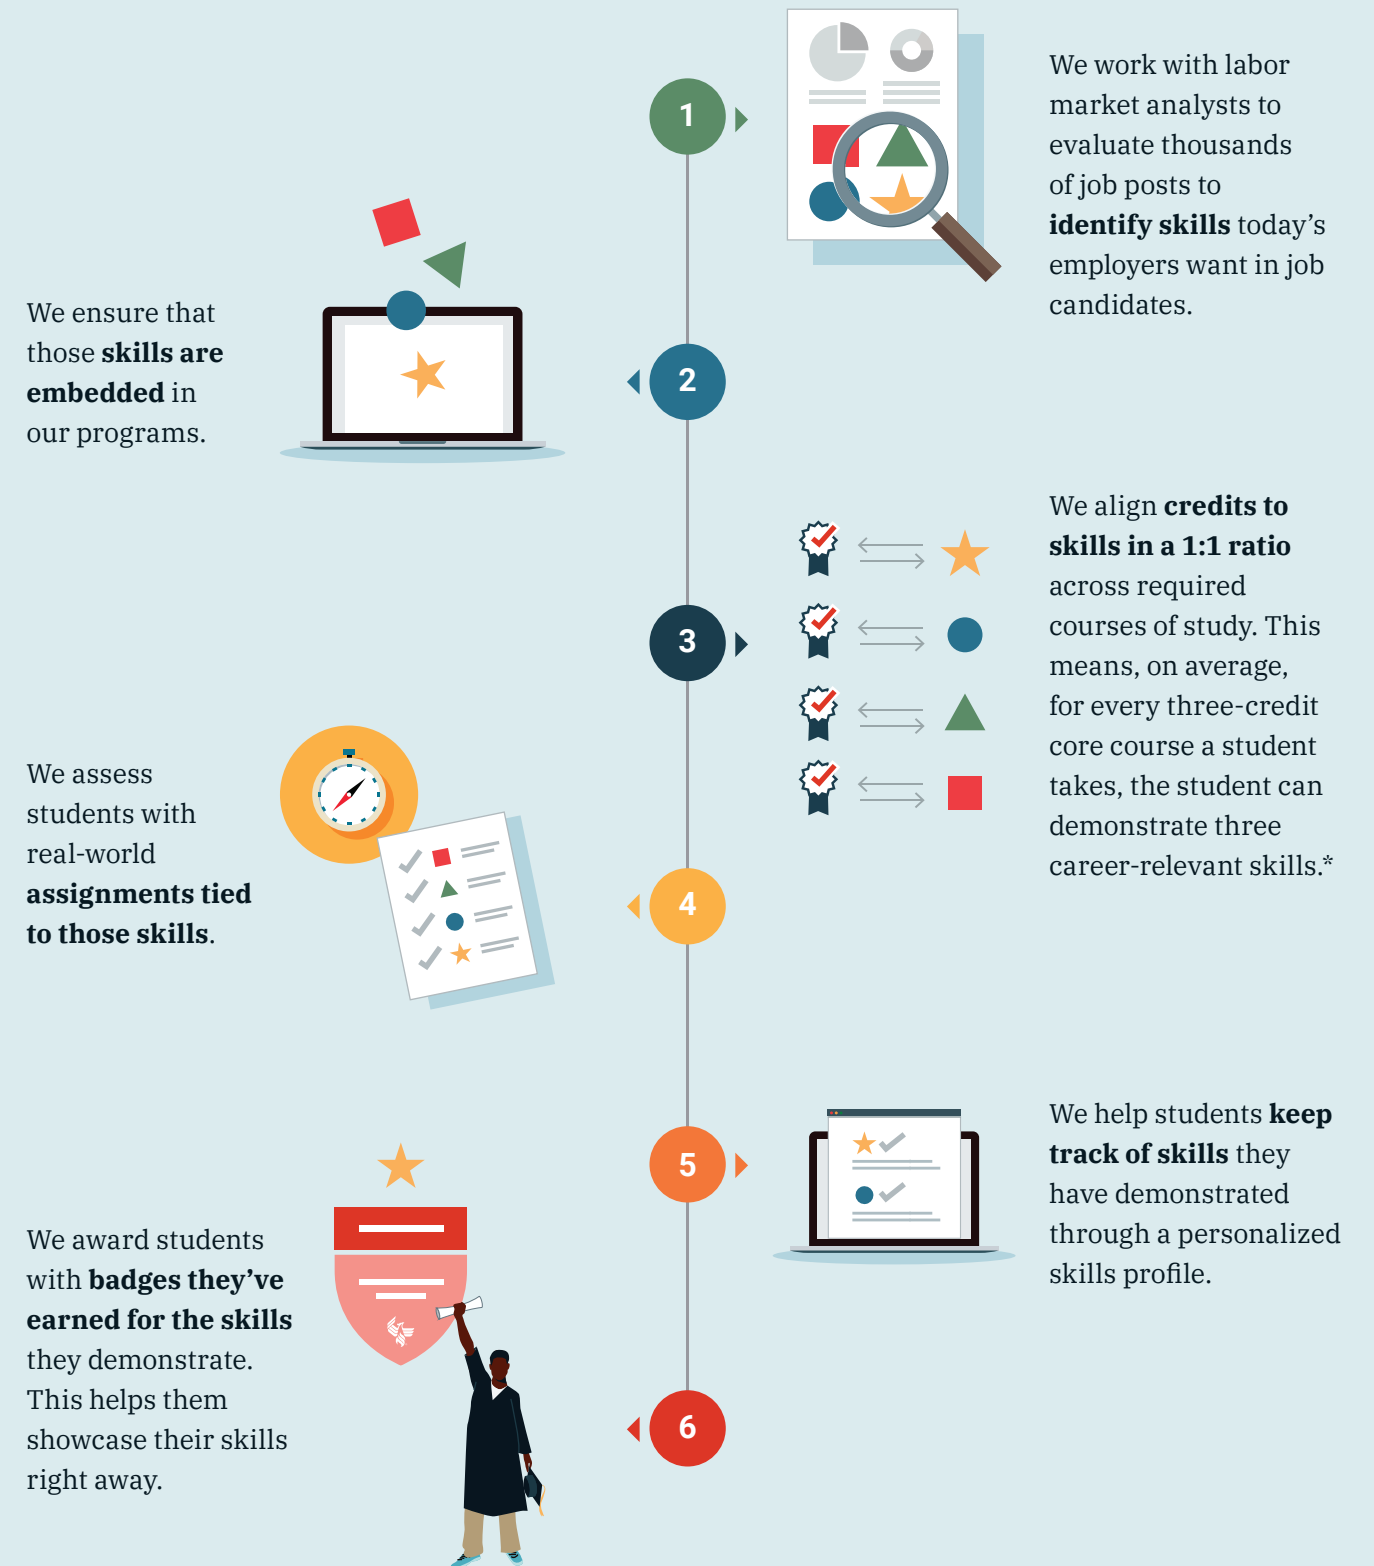 1
We work with labor
market analysts to
evaluate thousands
of job posts to
identify skills today’s
employers want in job
candidates.
2
We ensure that
those skills are
embedded in
our programs.
3
We align credits to
skills in a 1:1 ratio
across required
courses of study. This
means, on average,
for every three-credit
core course a student
takes, the student can
demonstrate three
career-relevant skills.*
4
We assess
students with
real-world
assignments tied
to those skills.
5
We help students keep
track of skills they
have demonstrated
through a personalized
skills profile.
6
We award students
with badges they’ve
earned for the skills
they demonstrate.
This helps them
showcase their skills
right away.